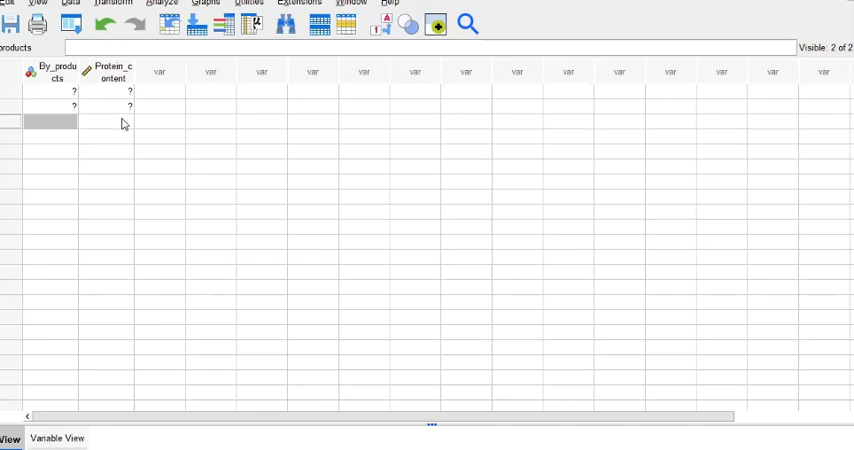 Edit View Data Transform Analyze Graphs Utilities Extensions Window Help
products
Visible: 2 of 2
By_produ
cts
Protein_c
ontent
var var var var var var var var var var var var var var
? ?
? ?
View Variable View